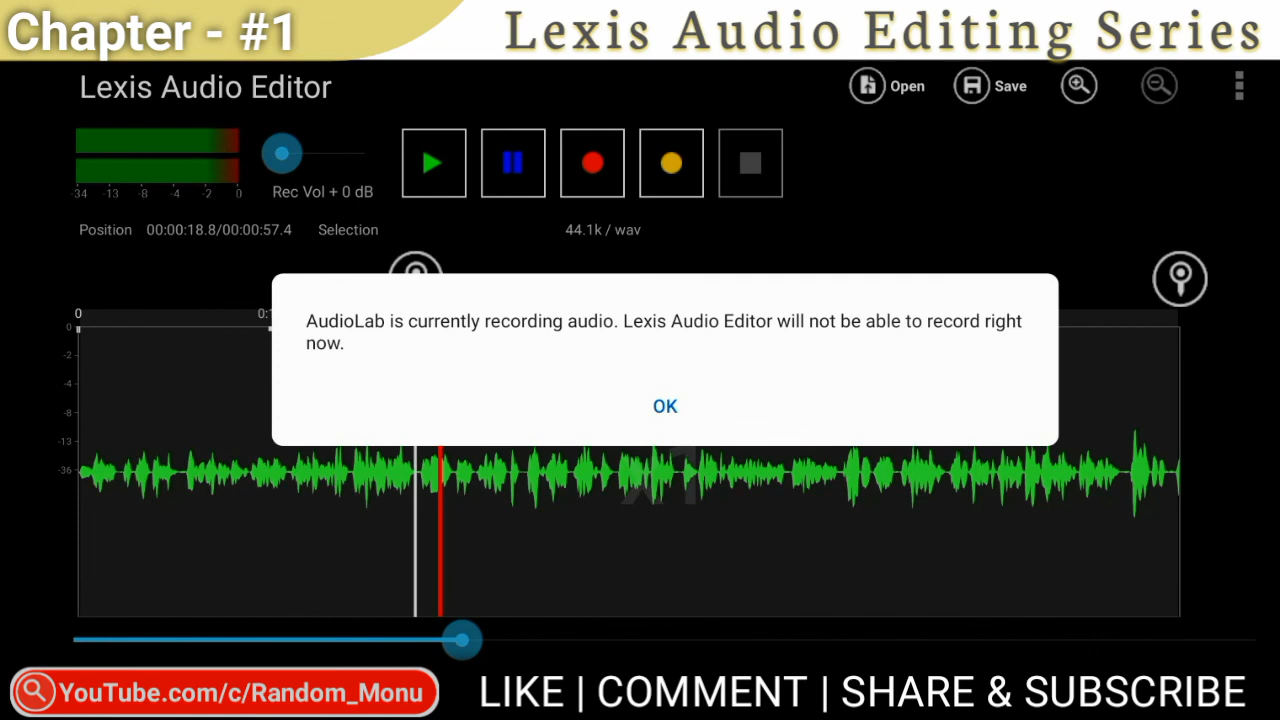 Chapter - #1
Lexis Audio Editing Series
Lexis Audio Editor
Open
Save
-34 -13 -8 -4 -2 0
Rec Vol + 0 dB
Position 00:00:18.8/00:00:57.4 Selection 44.1k / wav
0
AudioLab is currently recording audio. Lexis Audio Editor will not be able to record right
now.
OK
0
-2
-4
-8
-13
-36
YouTube.com/c/Random_Monu
LIKE | COMMENT | SHARE & SUBSCRIBE